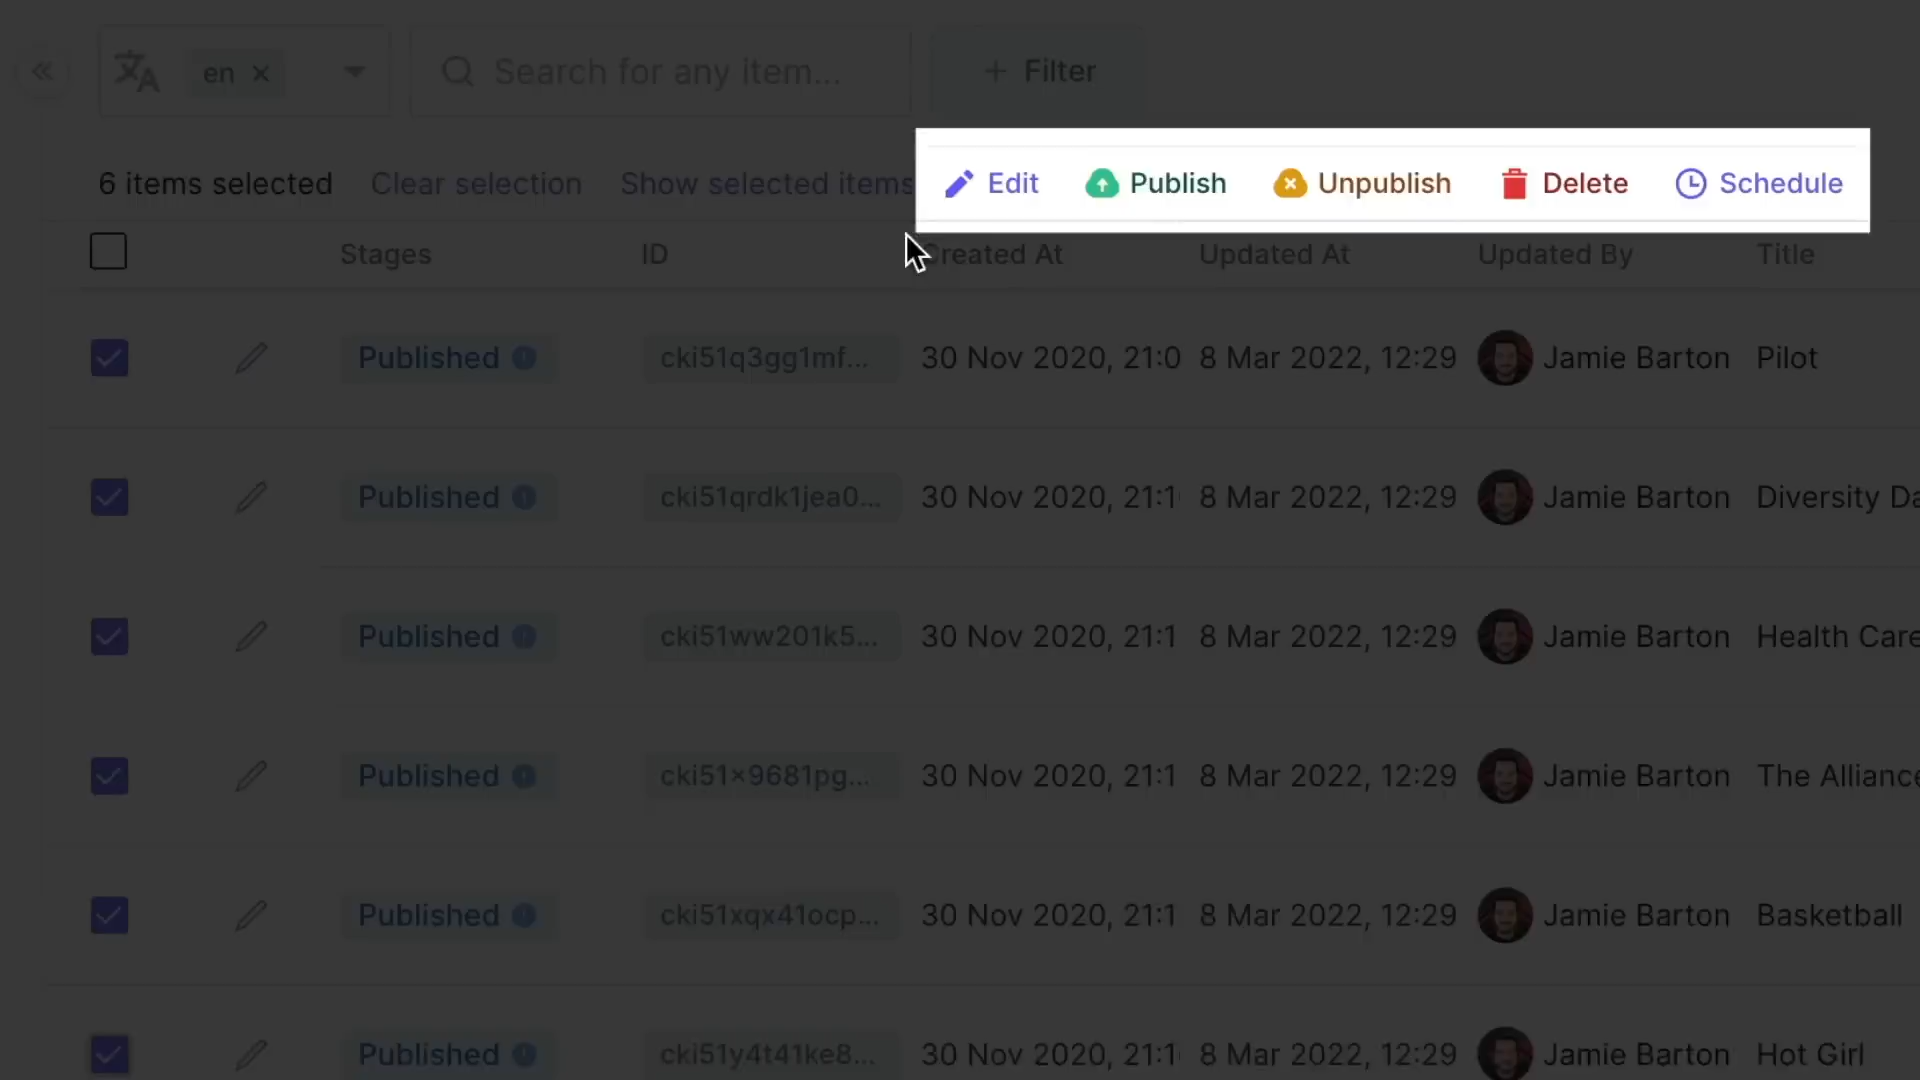 en
Search for any item...
+ Filter
6 items selected Clear selection Show selected items
Edit Publish Unpublish Delete Schedule
Stages ID Created At Updated At Updated By Title
Published cki51q3gg1mf... 30 Nov 2020, 21:0 8 Mar 2022, 12:29 Jamie Barton Pilot
Published cki51qrdk1jea0... 30 Nov 2020, 21:1 8 Mar 2022, 12:29 Jamie Barton Diversity Da
Published cki51ww201k5... 30 Nov 2020, 21:1 8 Mar 2022, 12:29 Jamie Barton Health Care
Published cki51×9681pg... 30 Nov 2020, 21:1 8 Mar 2022, 12:29 Jamie Barton The Alliance
Published cki51xqx41ocp... 30 Nov 2020, 21:1 8 Mar 2022, 12:29 Jamie Barton Basketball
Published cki51y4t41ke8... 30 Nov 2020, 21:1 8 Mar 2022, 12:29 Jamie Barton Hot Girl